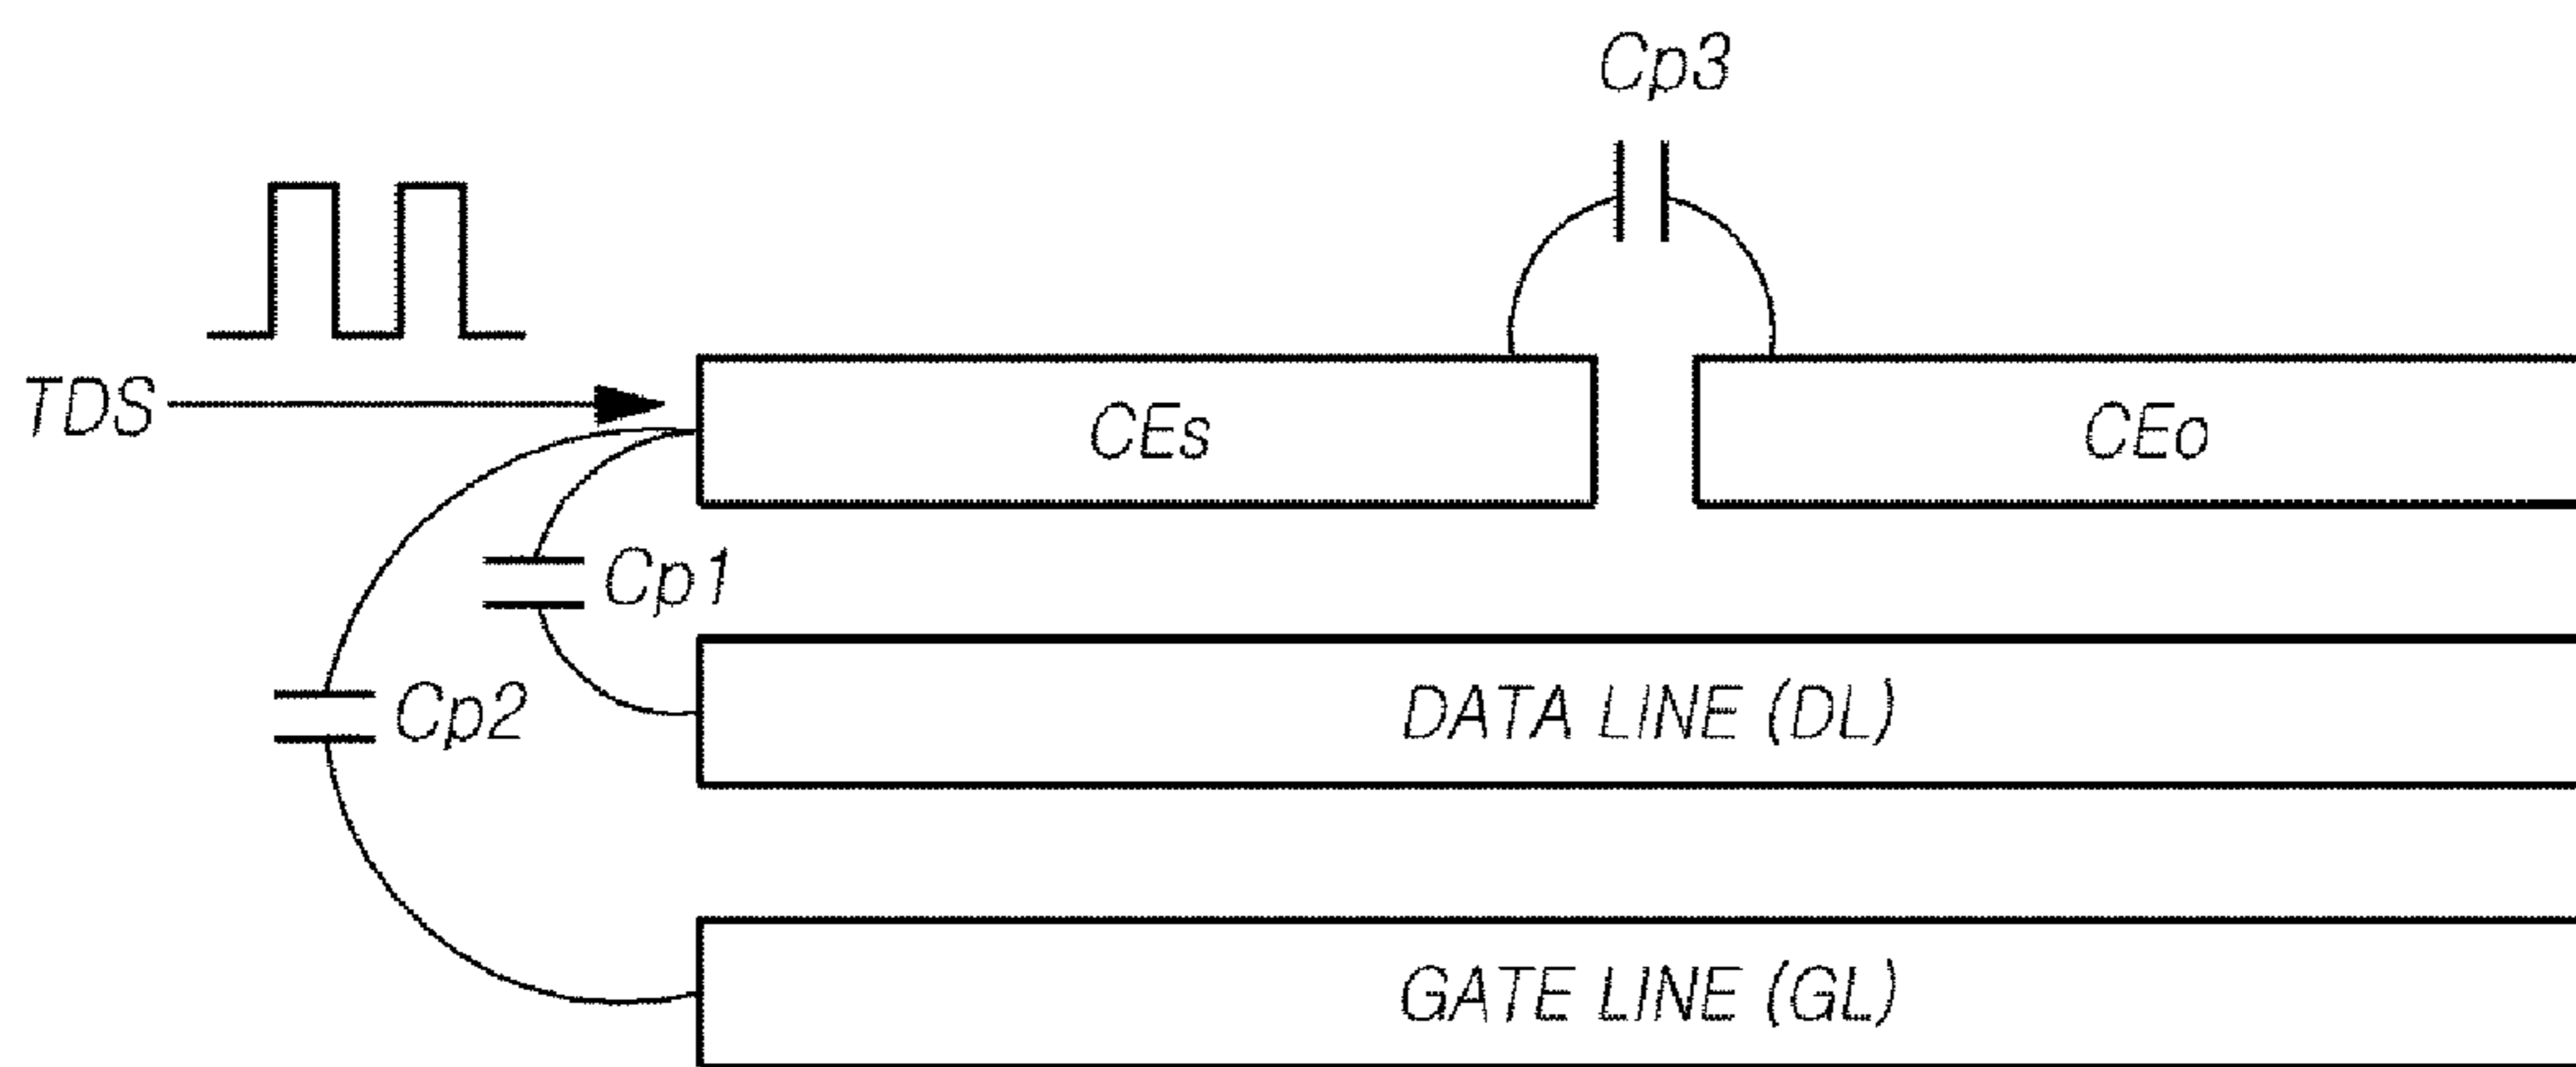 Cp3
TDS
CEs
CEo
Cp1
Cp2
DATA LINE (DL)
GATE LINE (GL)